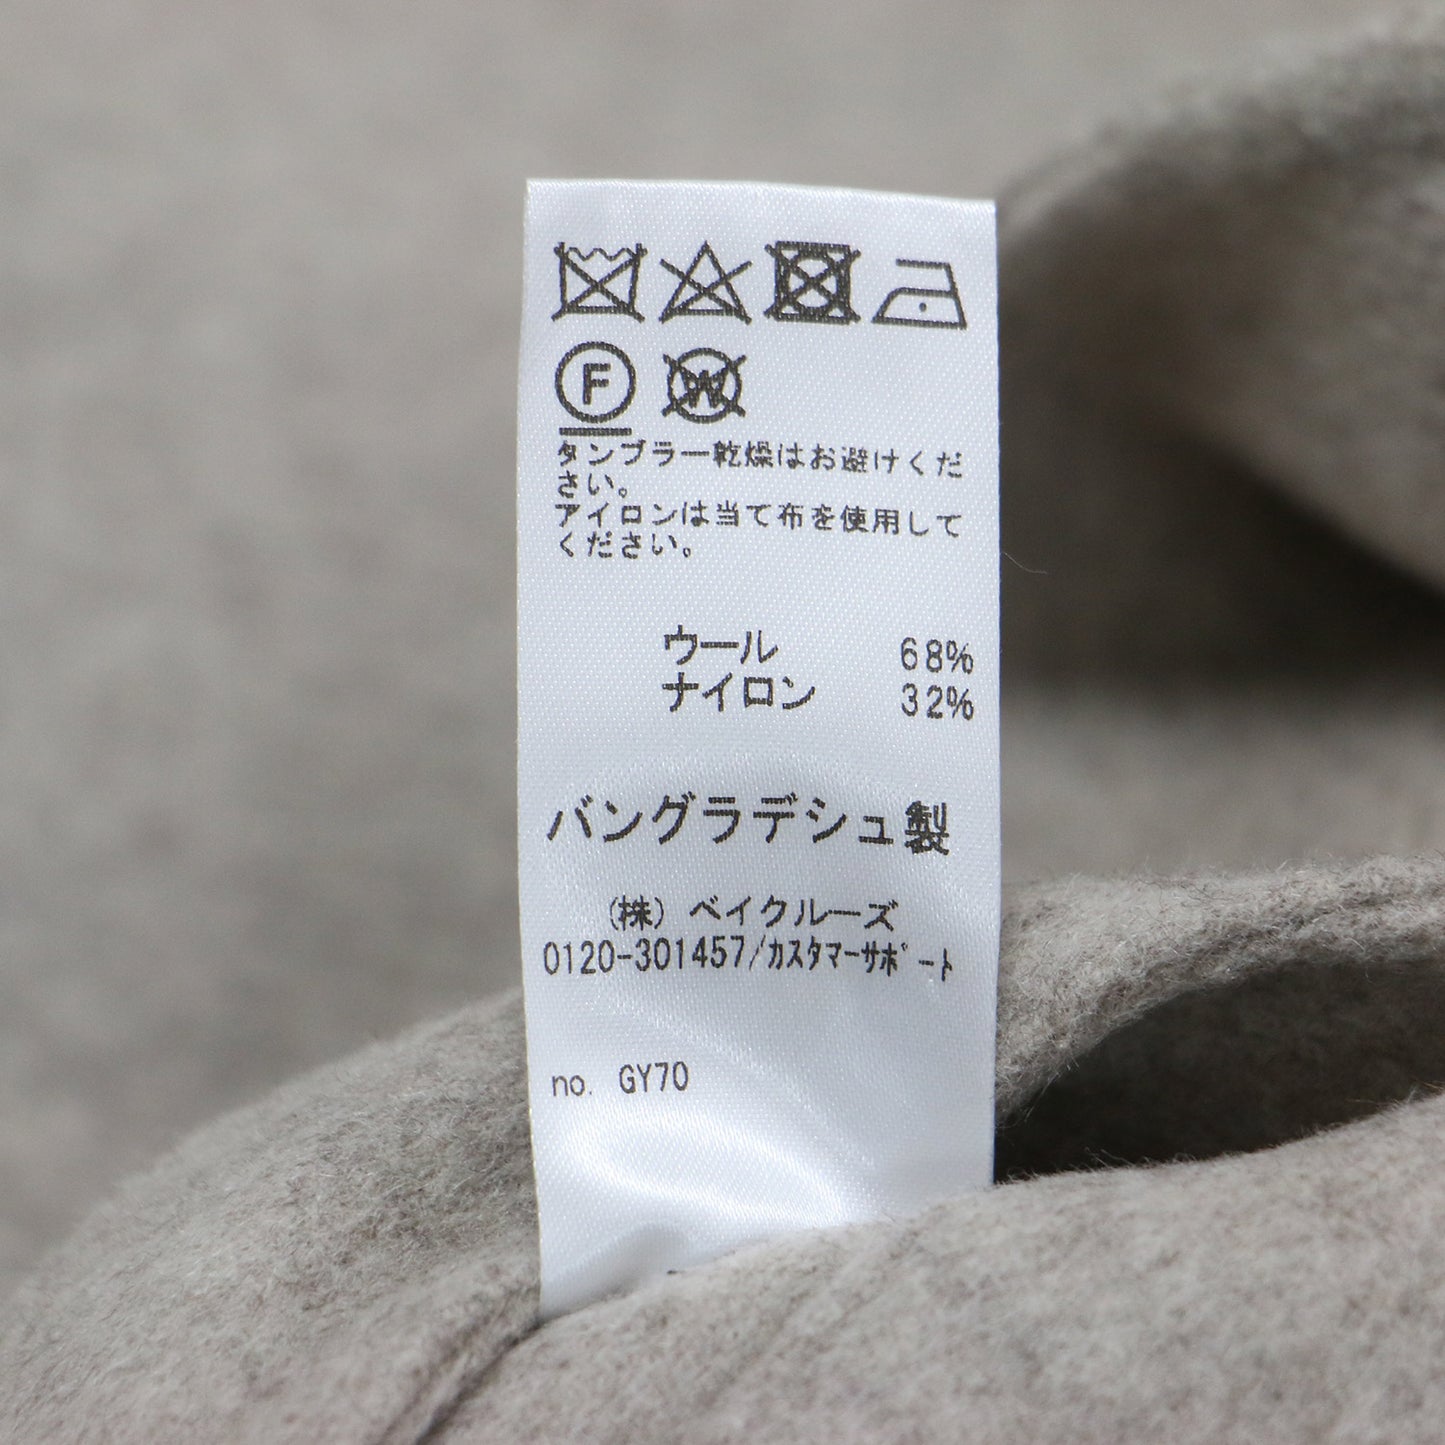 F W
タンブラー乾燥はお避けくだ
さい。
アイロンは当て布を使用して
ください。
ウール 68%
ナイロン 32%
バングラデシュ製
(株) ベイクルーズ
0120-301457/カスタマーサポート
no. GY70